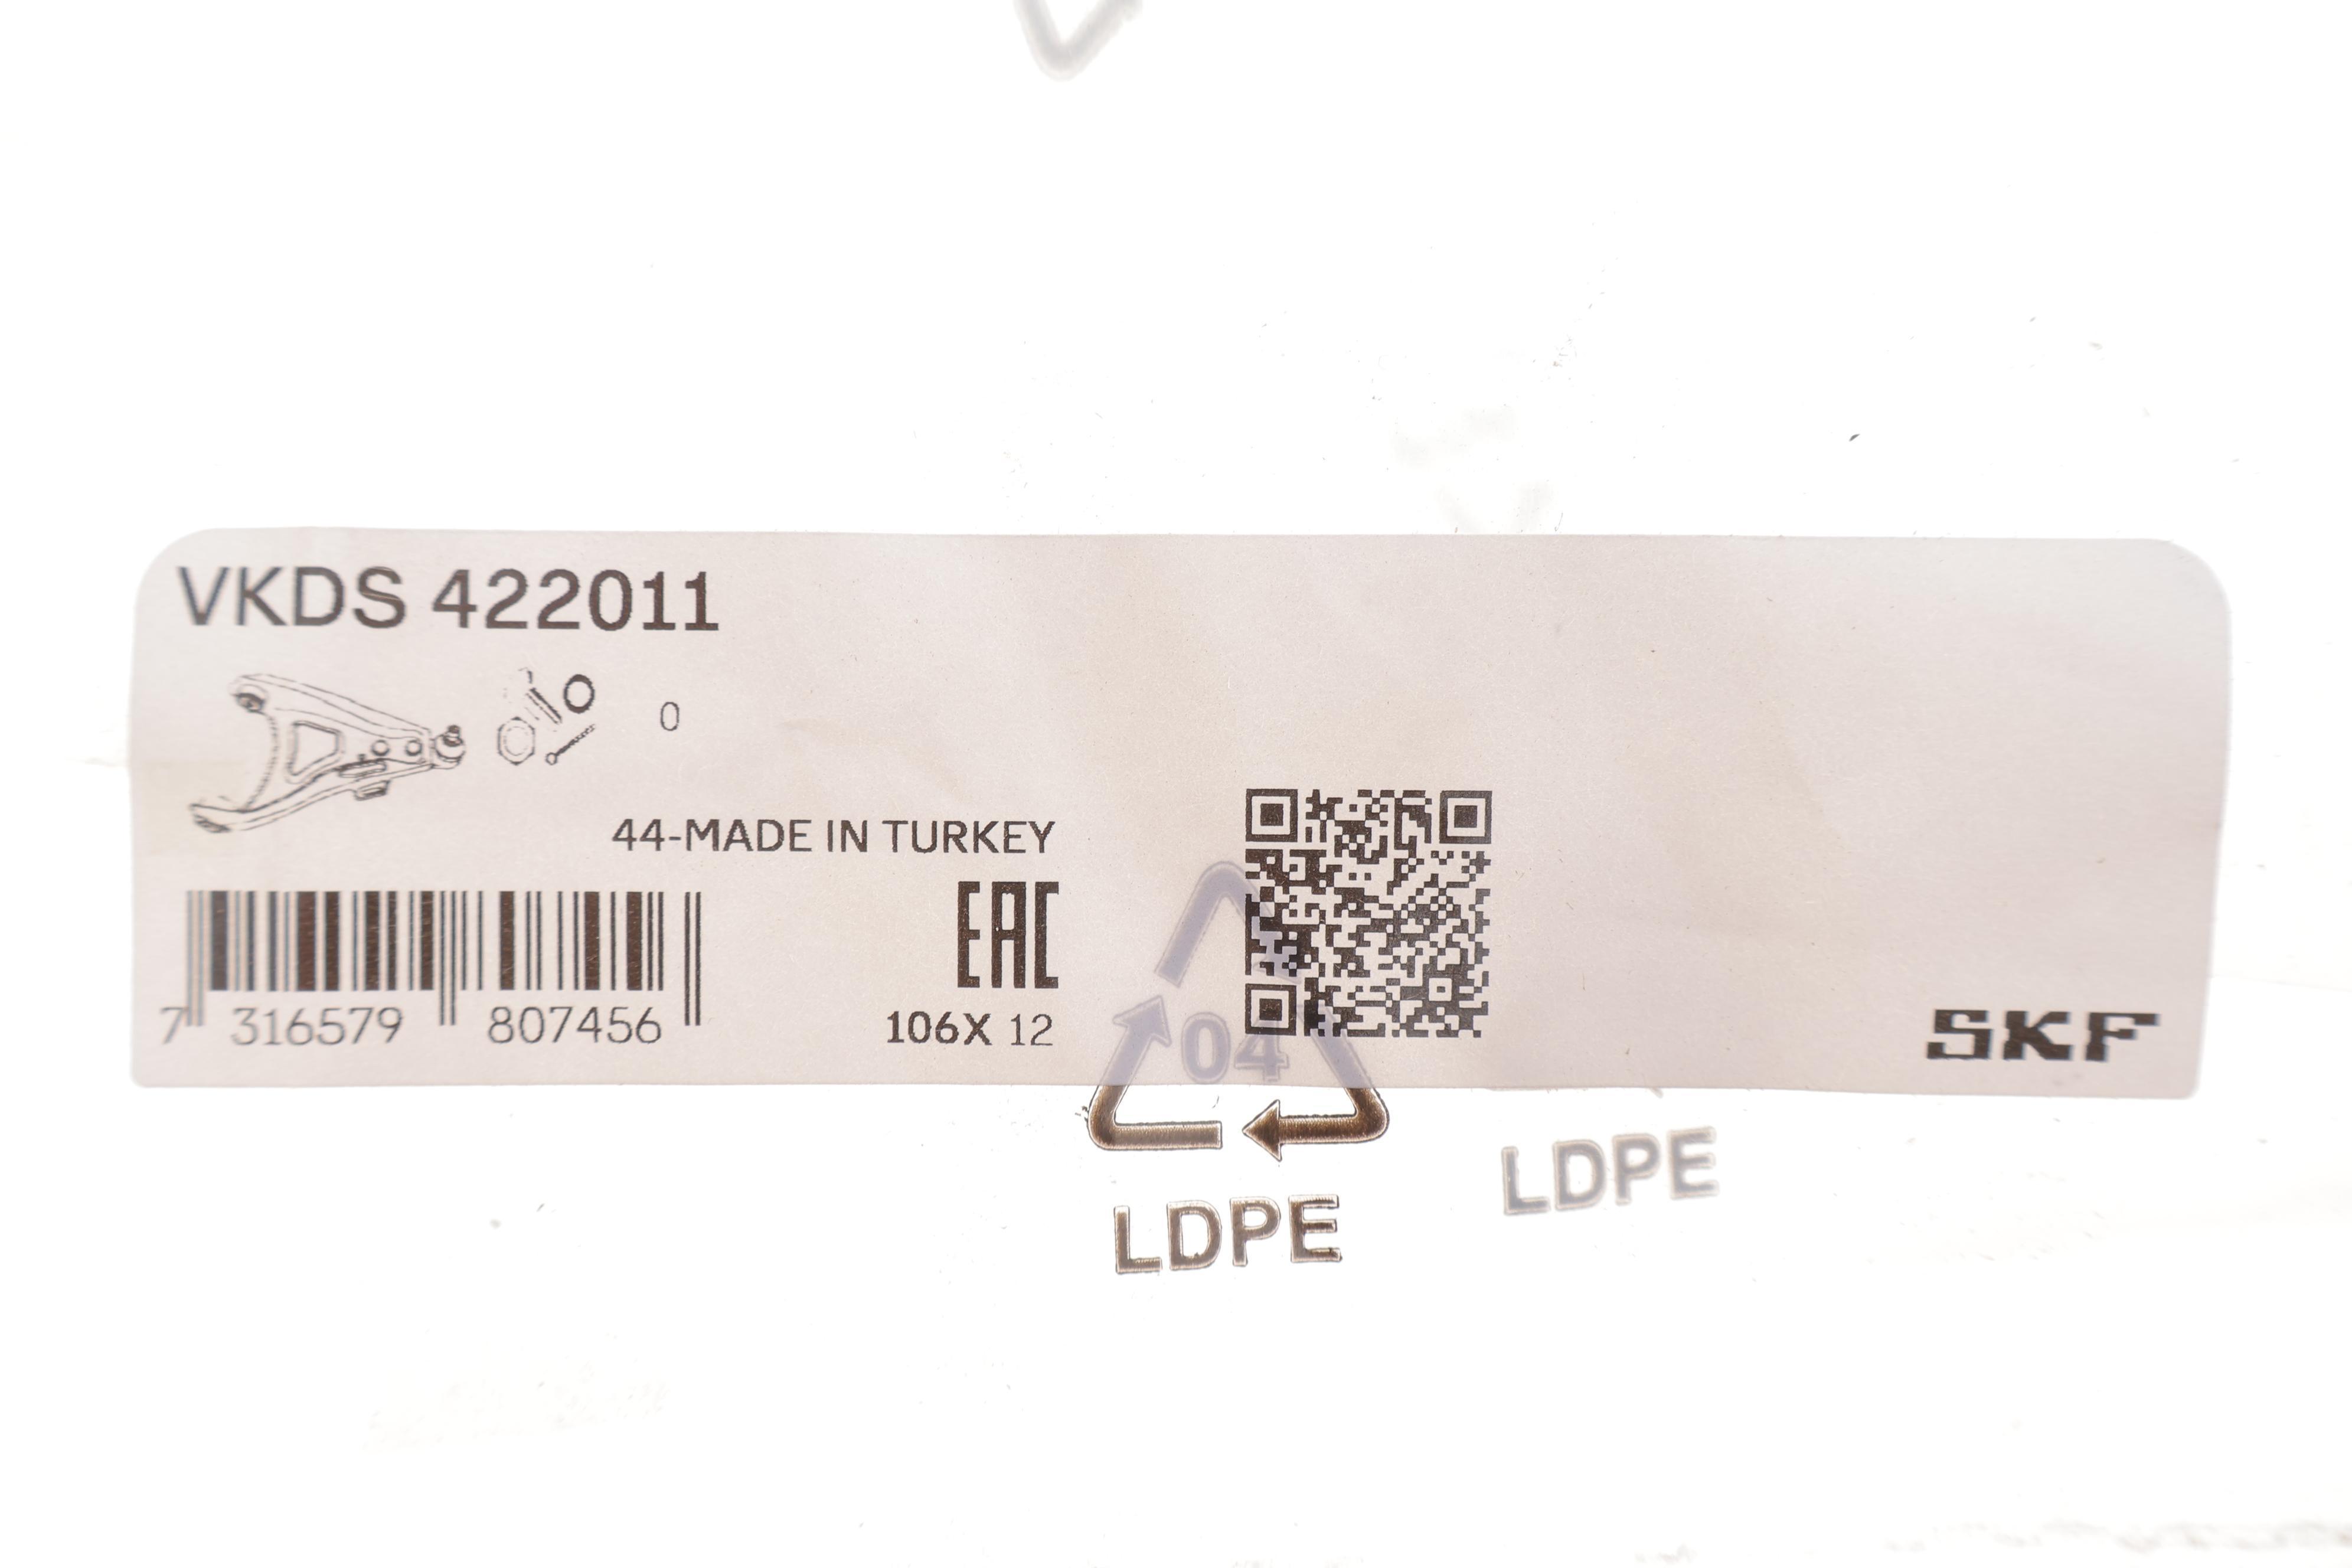 VKDS 422011
0
44-MADE IN TURKEY
EAC
7 316579 807456
106X 12
04
SKF
LDPE
LDPE